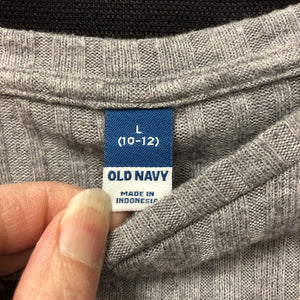 L
(10-12)
OLD NAVY
MADE IN
INDONESIA